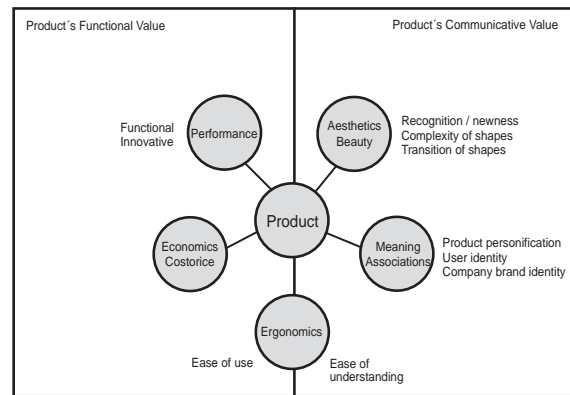 Product´s Functional Value
Product´s Communicative Value
Functional
Innovative
Performance
Aesthetics
Beauty
Recognition / newness
Complexity of shapes
Transition of shapes
Product
Economics
Costorice
Meaning
Associations
Product personification
User identity
Company brand identity
Ergonomics
Ease of use
Ease of
understanding